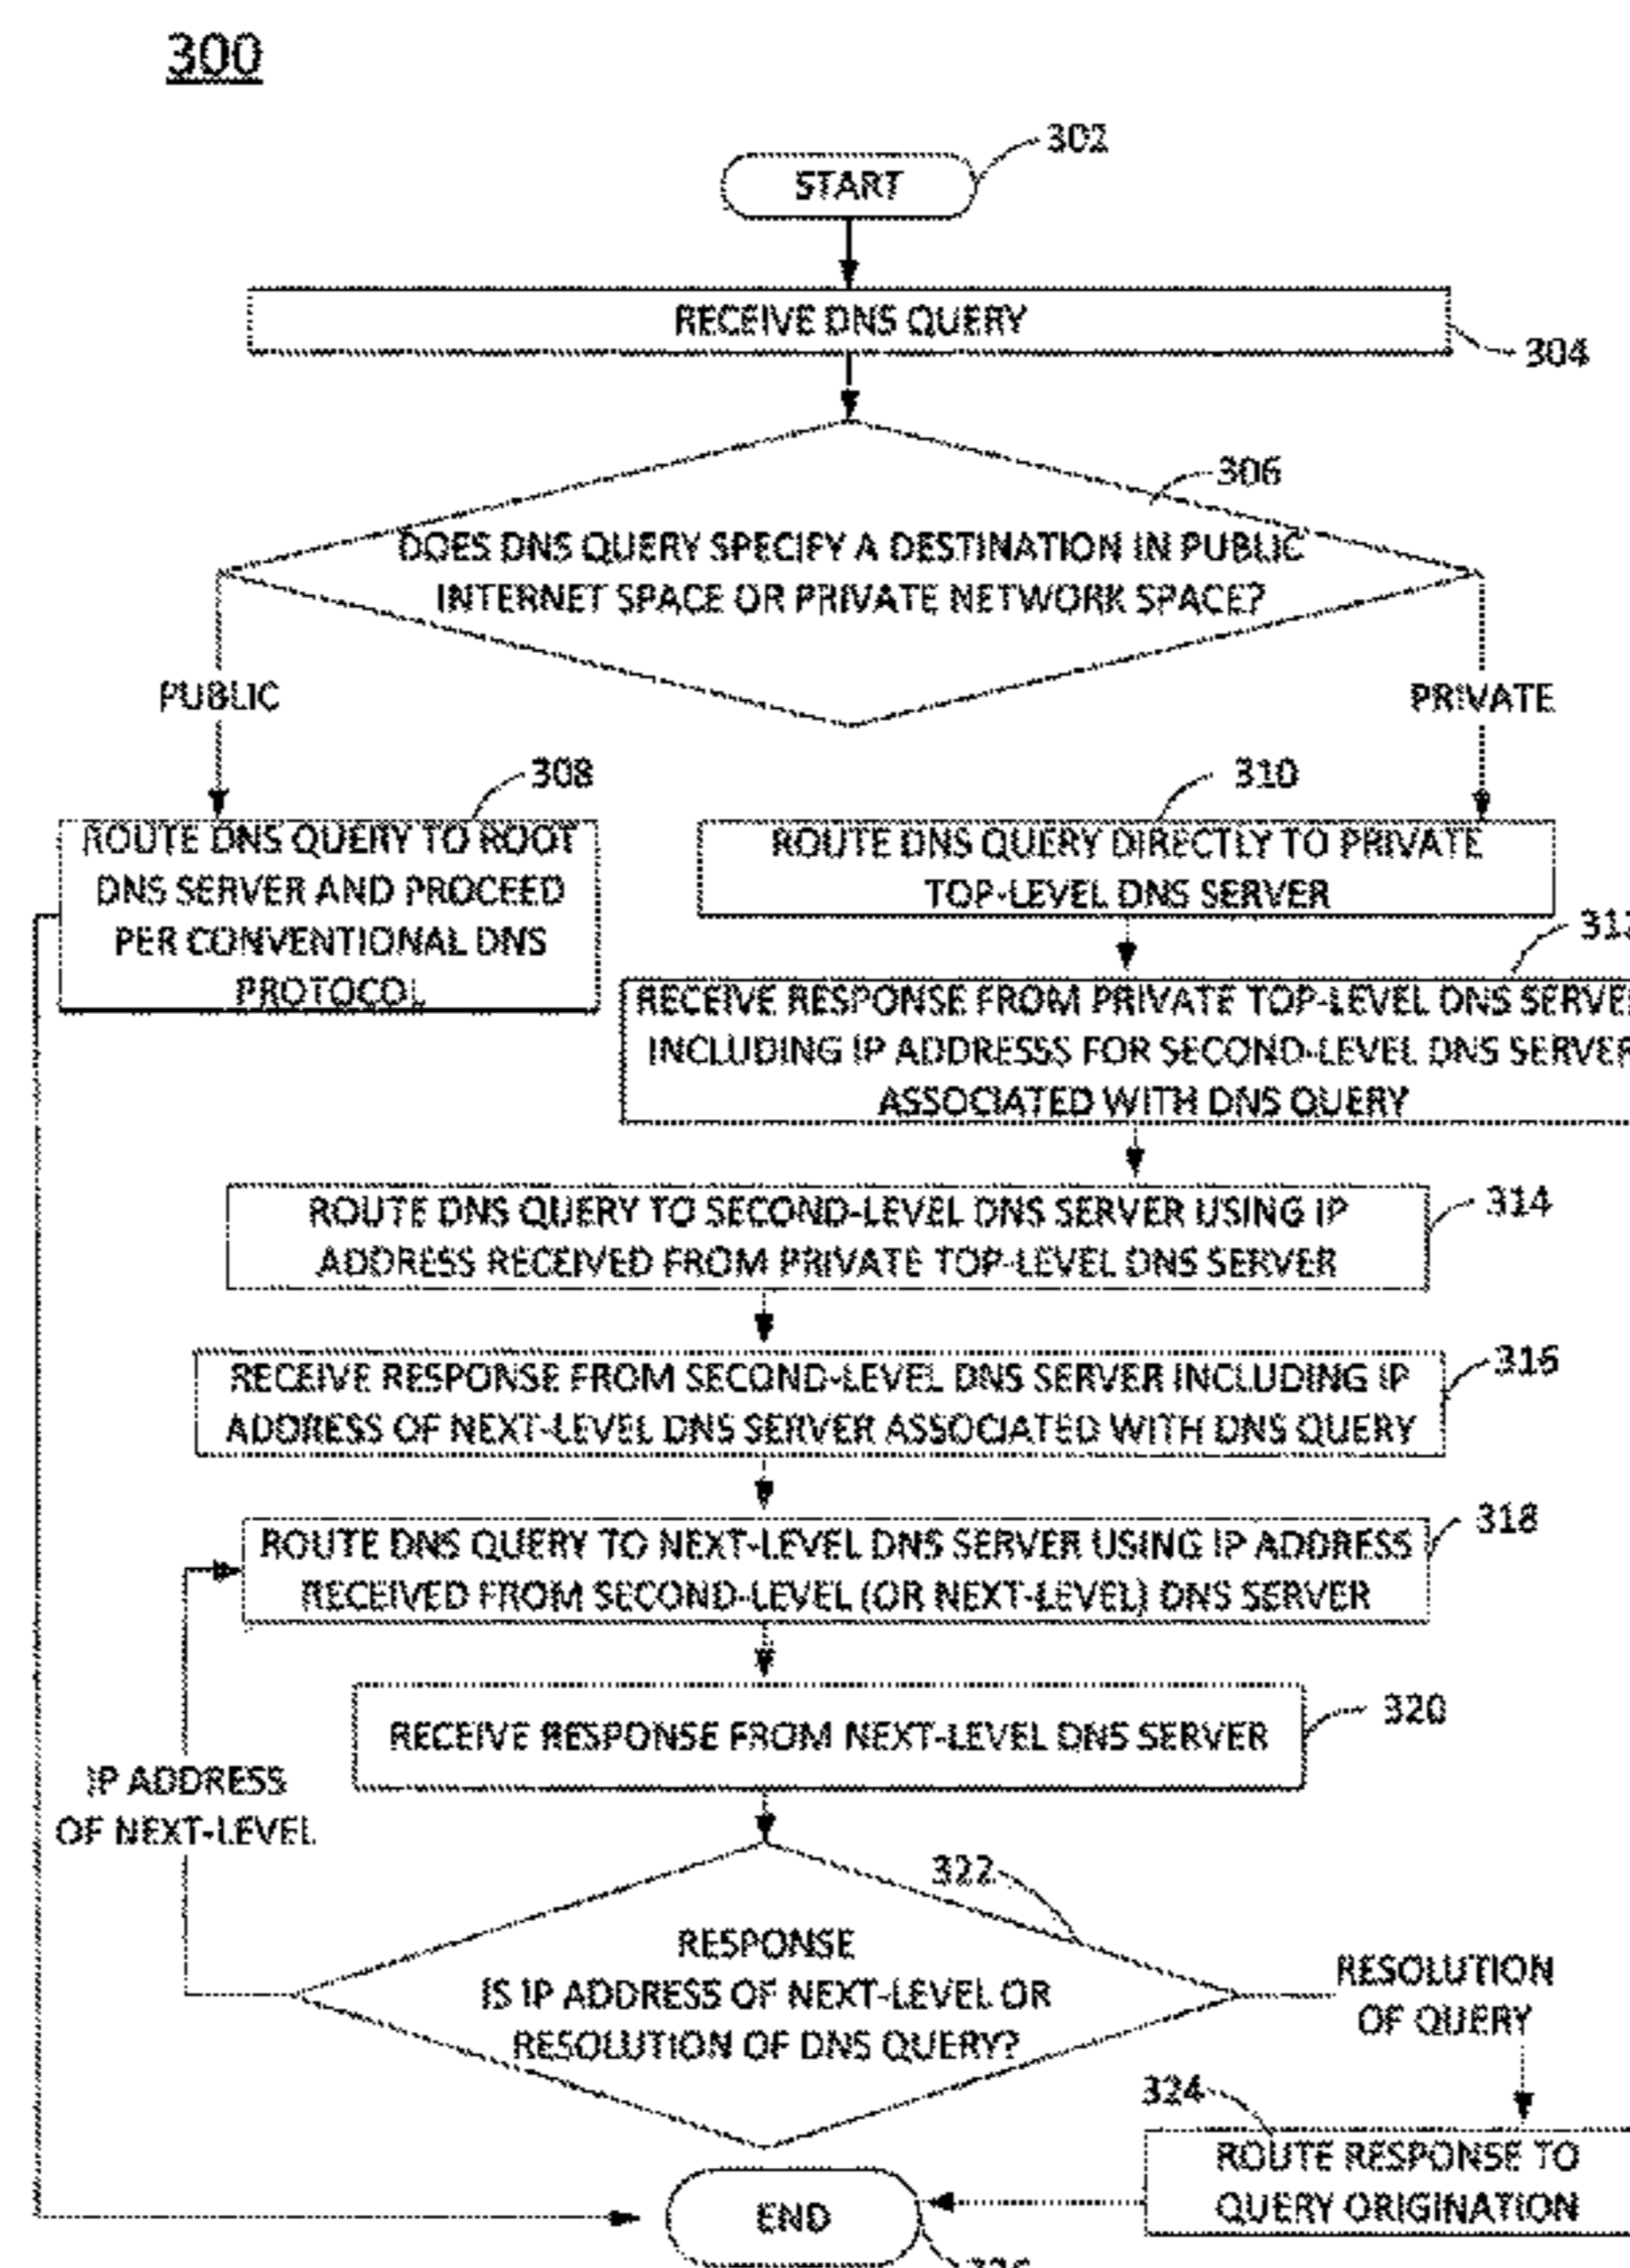 300
302
START
RECEIVE DNS QUERY
304
306
DOES DNS QUERY SPECIFY A DESTINATION IN PUBLIC
INTERNET SPACE OR PRIVATE NETWORK SPACE?
PUBLIC
PRIVATE
308
310
ROUTE DNS QUERY TO ROOT
DNS SERVER AND PROCEED
PER CONVENTIONAL DNS
PROTOCOL
ROUTE DNS QUERY DIRECTLY TO PRIVATE
TOP-LEVEL DNS SERVER
312
RECEIVE RESPONSE FROM PRIVATE TOP-LEVEL DNS SERVER
INCLUDING IP ADDRESSS FOR SECOND-LEVEL DNS SERVER
ASSOCIATED WITH DNS QUERY
ROUTE DNS QUERY TO SECOND-LEVEL DNS SERVER USING IP
ADDRESS RECEIVED FROM PRIVATE TOP-LEVEL DNS SERVER
314
RECEIVE RESPONSE FROM SECOND-LEVEL DNS SERVER INCLUDING IP
ADDRESS OF NEXT-LEVEL DNS SERVER ASSOCIATED WITH DNS QUERY
316
ROUTE DNS QUERY TO NEXT-LEVEL DNS SERVER USING IP ADDRESS
RECEIVED FROM SECOND-LEVEL (OR NEXT-LEVEL) DNS SERVER
318
RECEIVE RESPONSE FROM NEXT-LEVEL DNS SERVER
320
IP ADDRESS
OF NEXT-LEVEL
322
RESPONSE
IS IP ADDRESS OF NEXT-LEVEL OR
RESOLUTION OF DNS QUERY?
RESOLUTION
OF QUERY
324
ROUTE RESPONSE TO
QUERY ORIGINATION
END
326